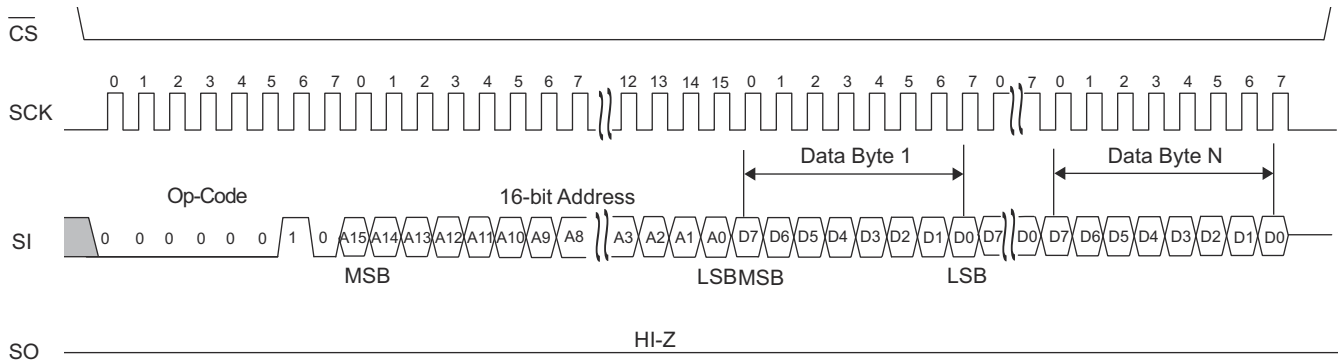 CS
0 1 2 3 4 5 6 7 0 1 2 3 4 5 6 7 12 13 14 15 0 1 2 3 4 5 6 7 0 7 0 1 2 3 4 5 6 7
SCK
Data Byte 1 Data Byte N
Op-Code 16-bit Address
SI 0 0 0 0 0 0 1 0 A15 A14 A13 A12 A11 A10 A9 A8 A3 A2 A1 A0 D7 D6 D5 D4 D3 D2 D1 D0 D7 D0 D7 D6 D5 D4 D3 D2 D1 D0
MSB LSB MSB LSB
HI-Z
SO